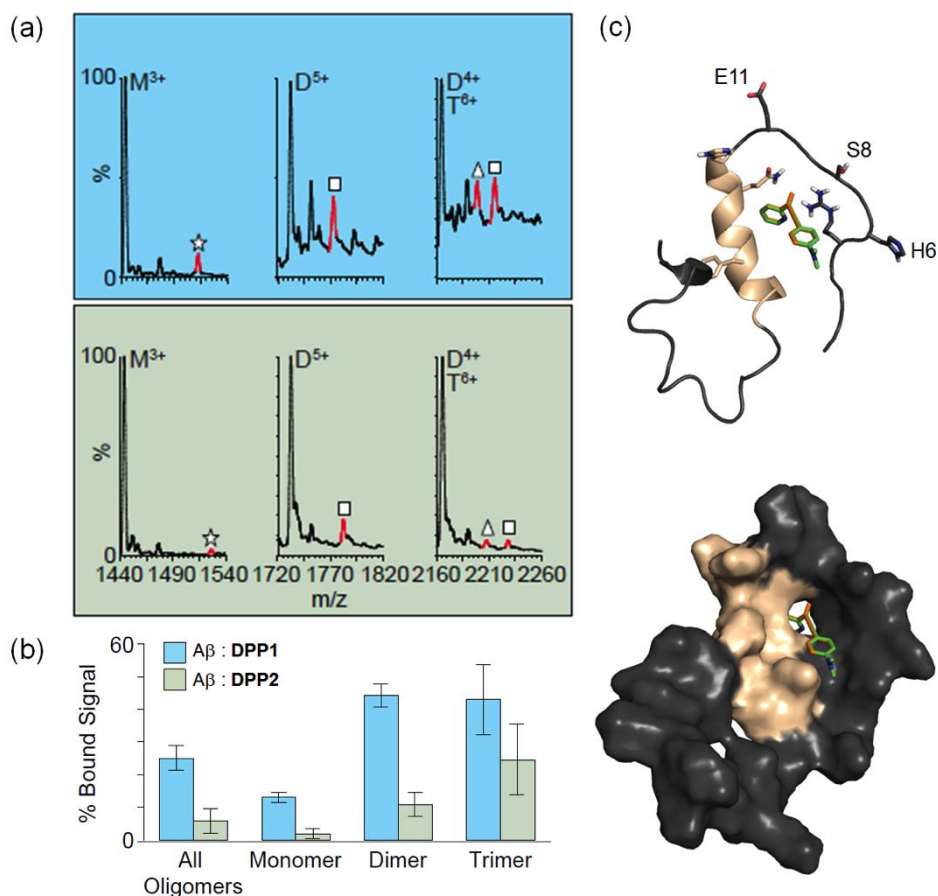 (a)
M3+ D5+ D4+
T6+
100
%
0
M3+ D5+ D4+
T6+
100
%
0
1440 1490 1540 1720 1770 1820 2160 2210 2260
m/z
(b)
60
% Bound Signal
0
Aβ : DPP1
Aβ : DPP2
All
Oligomers
Monomer
Dimer
Trimer
(c)
E11
S8
H6